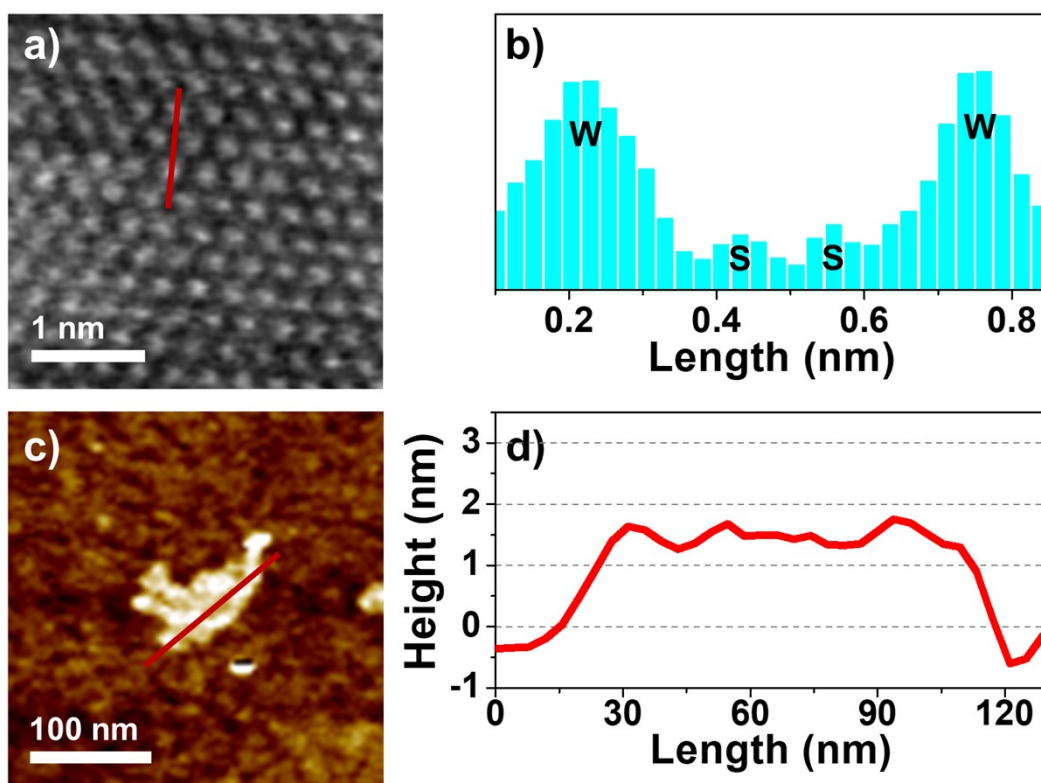 a)
1 nm
b)
W
W
S
S
0.2 0.4 0.6 0.8
Length (nm)
c)
100 nm
d)
Height (nm)
3
2
1
0
-1
0 30 60 90 120
Length (nm)